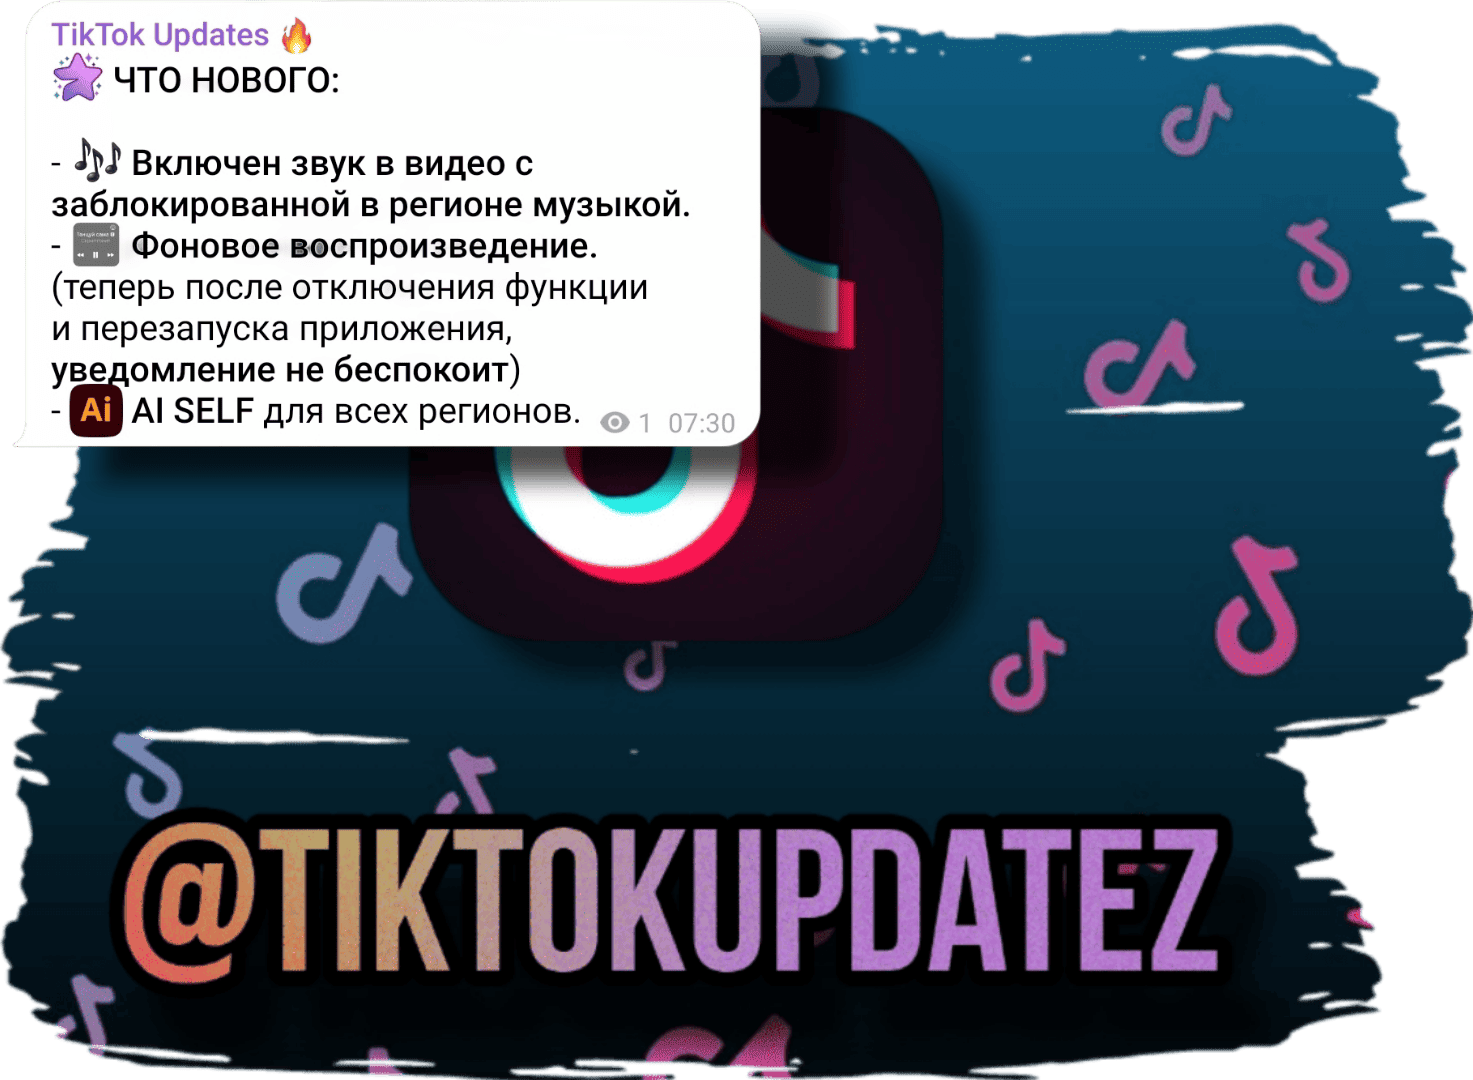 TikTok Updates 🔥
ЧТО НОВОГО:
- 🎶 Включен звук в видео с
заблокированной в регионе музыкой.
- Фоновое воспроизведение.
(теперь после отключения функции
и перезапуска приложения,
уведомление не беспокоит)
- Ai AI SELF для всех регионов.
1 07:30
@TIKTOKUPDATEZ